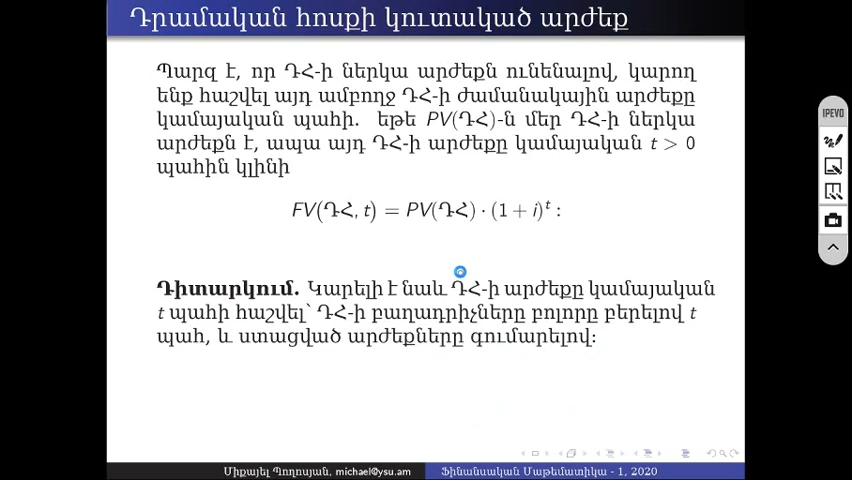 Դրամական հոսքի կուտակած արժեք
IPEVO
Պարզ է, որ ԴՀ-ի ներկա արժեքն ունենալով, կարող
ենք հաշվել այդ ամբողջ ԴՀ-ի ժամանակային արժեքը
կամայական պահի. եթե PV(ԴՀ)-ն մեր ԴՀ-ի ներկա
արժեքն է, ապա այդ ԴՀ-ի արժեքը կամայական t > 0
պահին կլինի
FV(ԴՀ, t) = PV(ԴՀ) · (1 + i)^t :
Դիտարկում. Կարելի է նաև ԴՀ-ի արժեքը կամայական
t պահի հաշվել՝ ԴՀ-ի բաղադրիչները բոլորը բերելով t
պահ, և ստացված արժեքները գումարելով:
Միքայել Պողոսյան, michael@ysu.am
Ֆինանսական Մաթեմատիկա - 1, 2020